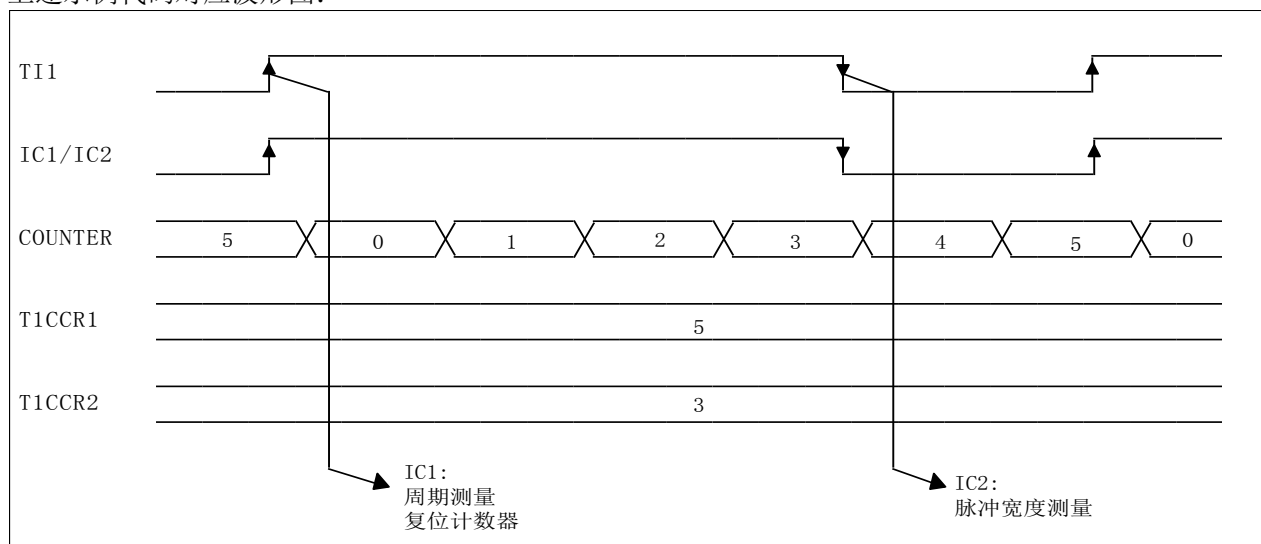 TI1
IC1/IC2
COUNTER 5 0 1 2 3 4 5 0
T1CCR1 5
T1CCR2 3
IC1:
周期测量
复位计数器
IC2:
脉冲宽度测量